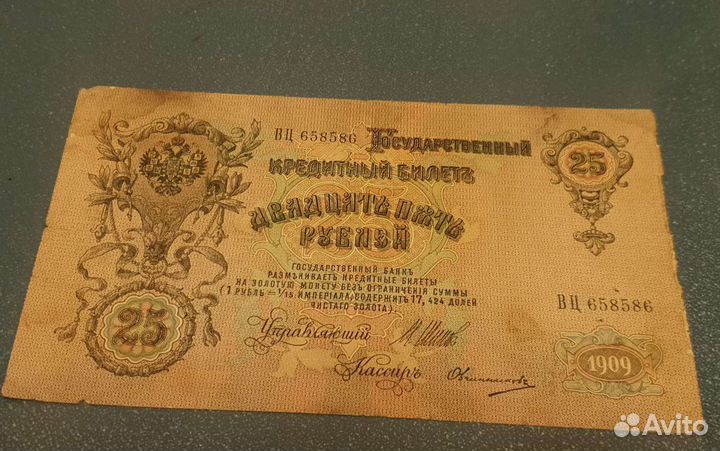 ВЦ 658586
Государственный
Кредитный Билетъ
Двадцать пять
рублей
Государственный Банкъ
размѣниваетъ кредитные билеты
на золотую монету безъ ограниченія суммы
(1 рубль = 1/15 имперіала, содержитъ 17,424 долей
чистаго золота).
25
25
ВЦ 658586
Управляющій
Кассиръ
1909
Avito